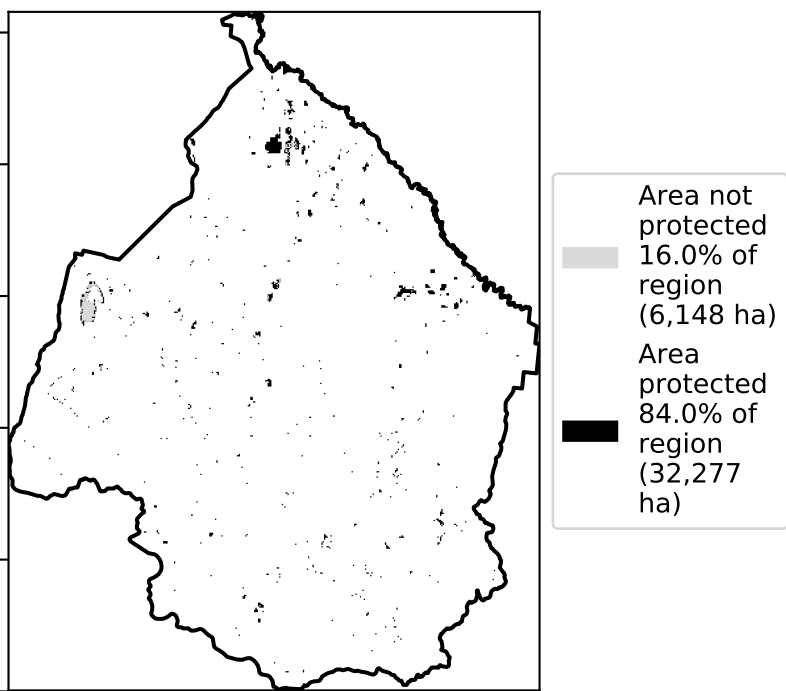 Area not
protected
16.0% of
region
(6,148 ha)
Area
protected
84.0% of
region
(32,277
ha)